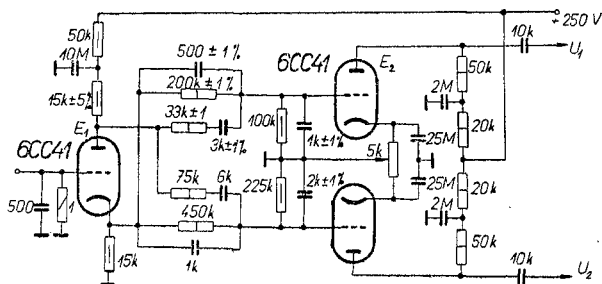 50k
10M
15k±5%
E1
6CC41
500
1
15k
500±1%
200k±1%
33k±1
3k±1%
75k
6k
450k
1k
6CC41
E2
100k
1k±1%
225k
2k±1%
5k
25M
25M
10k
U1
+250 V
50k
2M
20k
20k
2M
50k
10k
U2